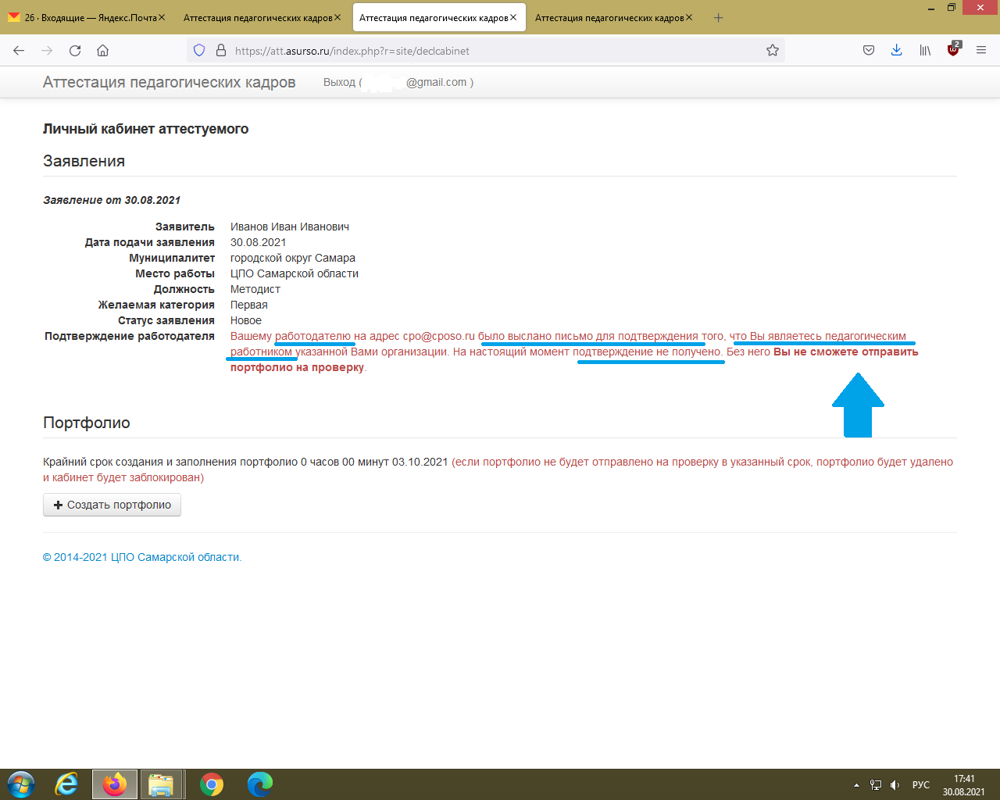 26 · Входящие — Яндекс.Почта
Аттестация педагогических кадров
Аттестация педагогических кадров
Аттестация педагогических кадров
https://att.asurso.ru/index.php?r=site/declcabinet
2
Аттестация педагогических кадров
Выход ( @gmail.com )
Личный кабинет аттестуемого
Заявления
Заявление от 30.08.2021
Заявитель Иванов Иван Иванович
Дата подачи заявления 30.08.2021
Муниципалитет городской округ Самара
Место работы ЦПО Самарской области
Должность Методист
Желаемая категория Первая
Статус заявления Новое
Подтверждение работодателя Вашему работодателю на адрес cpo@cposo.ru было выслано письмо для подтверждения того, что Вы являетесь педагогическим
работником указанной Вами организации. На настоящий момент подтверждение не получено. Без него Вы не сможете отправить
портфолио на проверку.
Портфолио
Крайний срок создания и заполнения портфолио 0 часов 00 минут 03.10.2021 (если портфолио не будет отправлено на проверку в указанный срок, портфолио будет удалено
и кабинет будет заблокирован)
Создать портфолио
© 2014-2021 ЦПО Самарской области.
РУС
17:41
30.08.2021